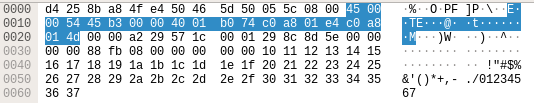 0000 d4 25 8b a8 4f e4 50 46 5d 50 05 5c 08 00 45 00 ·%··O·PF ]P·\··E·
0010 00 54 45 b3 00 00 40 01 b0 74 c0 a8 01 e4 c0 a8 ·TE···@· ·t······
0020 01 4d 00 00 a2 29 57 1c 00 01 29 8c 8d 5e 00 00 ·M···)W· ··)··^··
0030 00 00 88 fb 08 00 00 00 00 00 10 11 12 13 14 15 ········ ········
0040 16 17 18 19 1a 1b 1c 1d 1e 1f 20 21 22 23 24 25 ········ ·· !"#$%
0050 26 27 28 29 2a 2b 2c 2d 2e 2f 30 31 32 33 34 35 &'()*+,- ./012345
0060 36 37 67